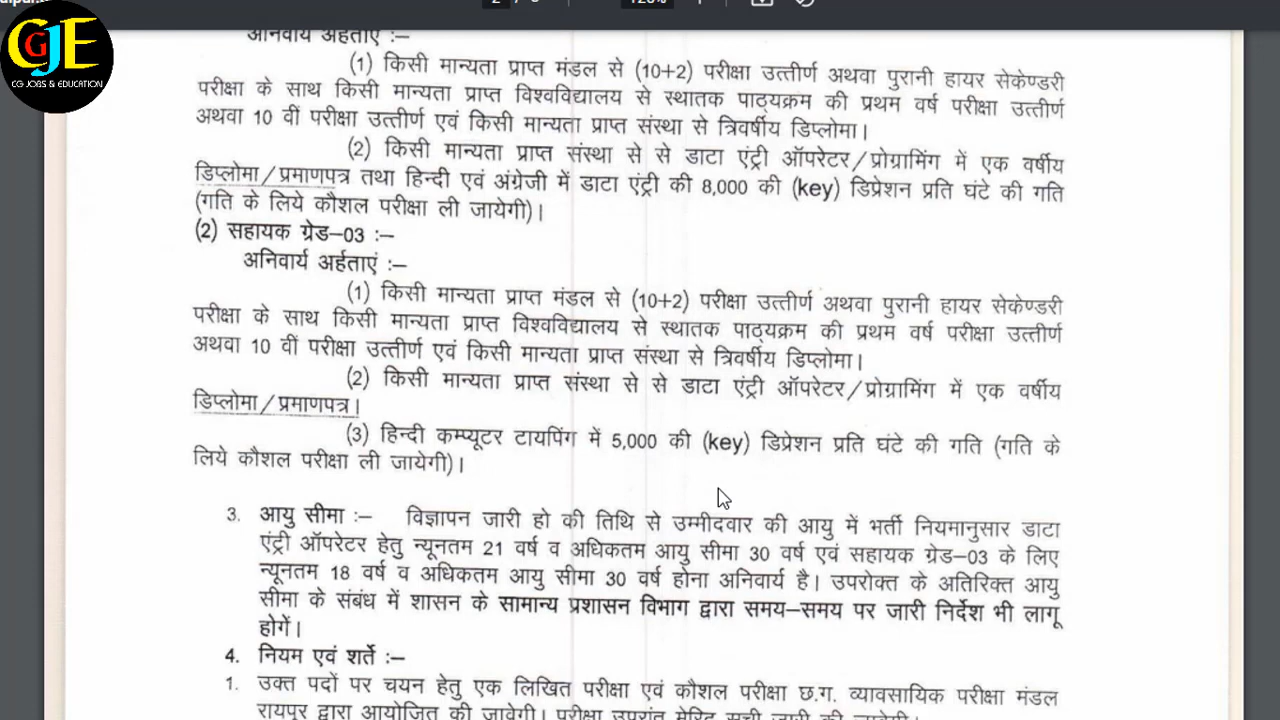 CGJE
CG JOBS & EDUCATION
अनिवार्य अर्हताएं :–
(1) किसी मान्यता प्राप्त मंडल से (10+2) परीक्षा उत्तीर्ण अथवा पुरानी हायर सेकेण्डरी
परीक्षा के साथ किसी मान्यता प्राप्त विश्वविद्यालय से स्थातक पाठ्यक्रम की प्रथम वर्ष परीक्षा उत्तीर्ण
अथवा 10 वीं परीक्षा उत्तीर्ण एवं किसी मान्यता प्राप्त संस्था से त्रिवर्षीय डिप्लोमा।
(2) किसी मान्यता प्राप्त संस्था से से डाटा एंट्री ऑपरेटर/प्रोग्रामिंग में एक वर्षीय
डिप्लोमा/प्रमाणपत्र तथा हिन्दी एवं अंग्रेजी में डाटा एंट्री की 8,000 की (key) डिप्रेशन प्रति घंटे की गति
(गति के लिये कौशल परीक्षा ली जायेगी)।
(2) सहायक ग्रेड–03 :–
अनिवार्य अर्हताएं :–
(1) किसी मान्यता प्राप्त मंडल से (10+2) परीक्षा उत्तीर्ण अथवा पुरानी हायर सेकेण्डरी
परीक्षा के साथ किसी मान्यता प्राप्त विश्वविद्यालय से स्थातक पाठ्यक्रम की प्रथम वर्ष परीक्षा उत्तीर्ण
अथवा 10 वीं परीक्षा उत्तीर्ण एवं किसी मान्यता प्राप्त संस्था से त्रिवर्षीय डिप्लोमा।
(2) किसी मान्यता प्राप्त संस्था से से डाटा एंट्री ऑपरेटर/प्रोग्रामिंग में एक वर्षीय
डिप्लोमा/प्रमाणपत्र।
(3) हिन्दी कम्प्यूटर टायपिंग में 5,000 की (key) डिप्रेशन प्रति घंटे की गति (गति के
लिये कौशल परीक्षा ली जायेगी)।
3. आयु सीमा :– विज्ञापन जारी हो की तिथि से उम्मीदवार की आयु में भर्ती नियमानुसार डाटा
एंट्री ऑपरेटर हेतु न्यूनतम 21 वर्ष व अधिकतम आयु सीमा 30 वर्ष एवं सहायक ग्रेड–03 के लिए
न्यूनतम 18 वर्ष व अधिकतम आयु सीमा 30 वर्ष होना अनिवार्य है। उपरोक्त के अतिरिक्त आयु
सीमा के संबंध में शासन के सामान्य प्रशासन विभाग द्वारा समय–समय पर जारी निर्देश भी लागू
होगें।
4. नियम एवं शर्ते :–
1. उक्त पदों पर चयन हेतु एक लिखित परीक्षा एवं कौशल परीक्षा छ.ग. व्यावसायिक परीक्षा मंडल
रायपुर द्वारा आयोजित की जावेगी। परीक्षा उपरांत मेरिट सूची जारी की जावेगी।